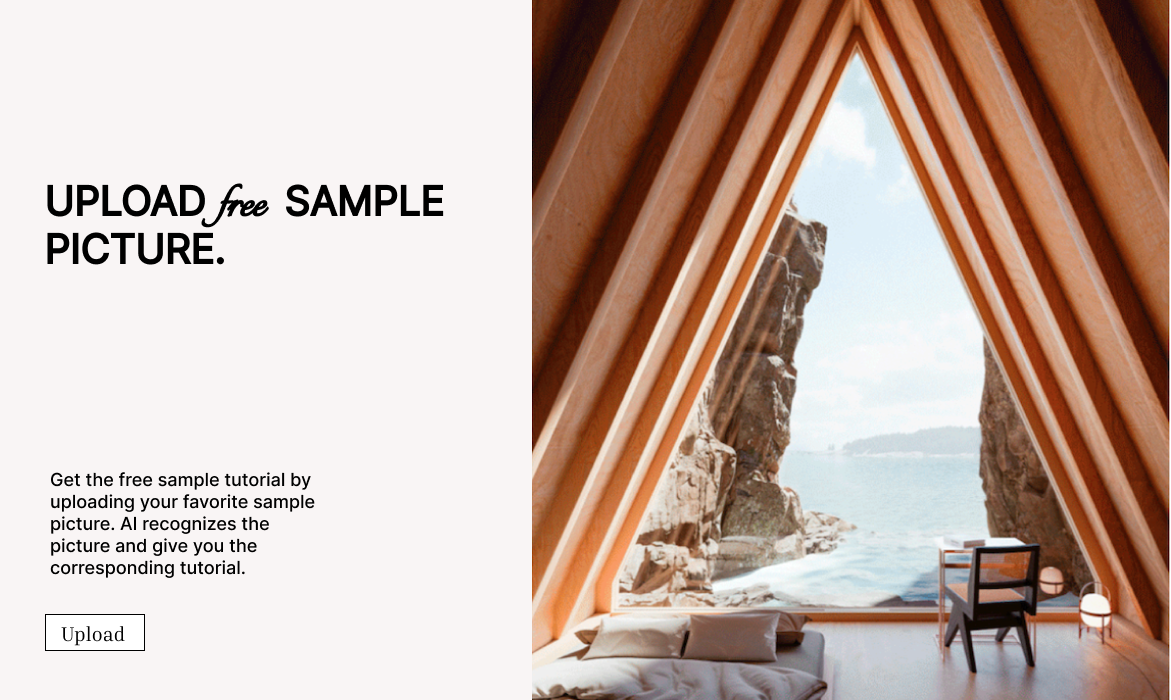 UPLOAD free SAMPLE
PICTURE.
Get the free sample tutorial by
uploading your favorite sample
picture. AI recognizes the
picture and give you the
corresponding tutorial.
Upload